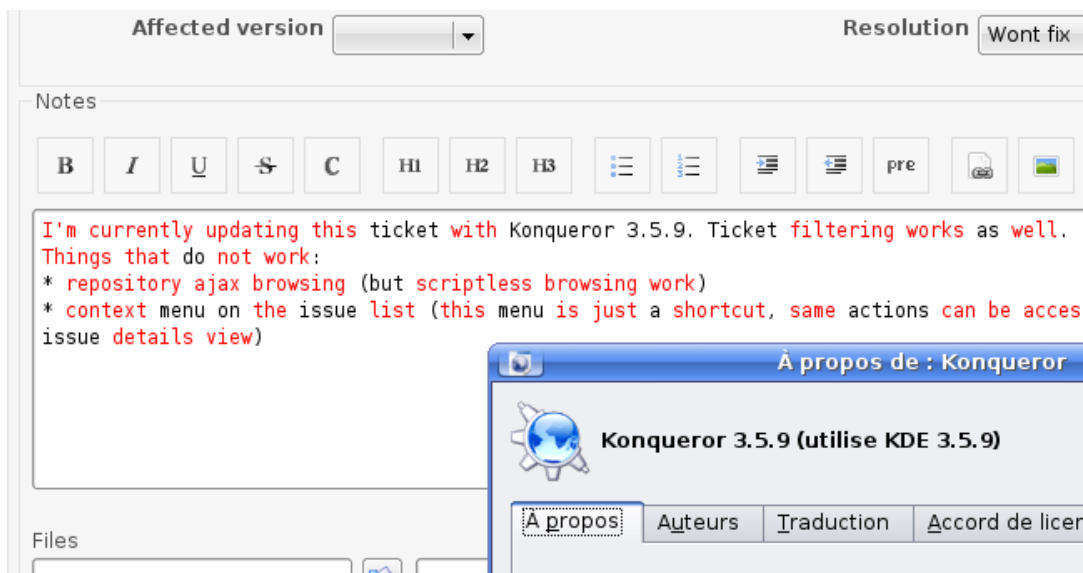 Affected version
Resolution Wont fix
Notes
B I U S C H1 H2 H3 pre
I'm currently updating this ticket with Konqueror 3.5.9. Ticket filtering works as well.
Things that do not work:
* repository ajax browsing (but scriptless browsing work)
* context menu on the issue list (this menu is just a shortcut, same actions can be acces
issue details view)
À propos de : Konqueror
Konqueror 3.5.9 (utilise KDE 3.5.9)
À propos Auteurs Traduction Accord de licen
Files